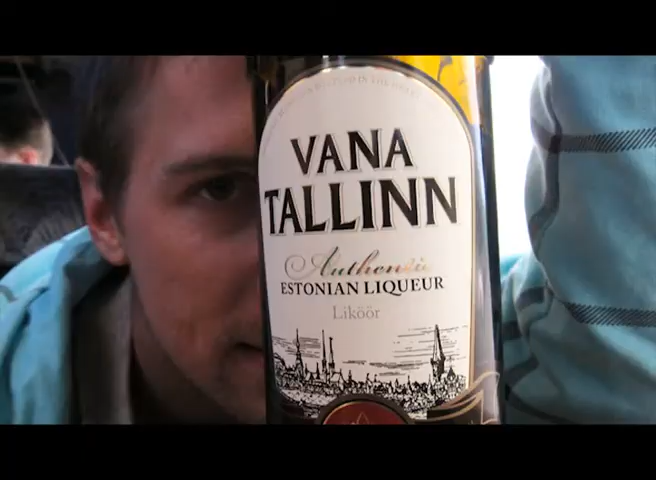 VANA
TALLINN
Authentic
ESTONIAN LIQUEUR
Liköör